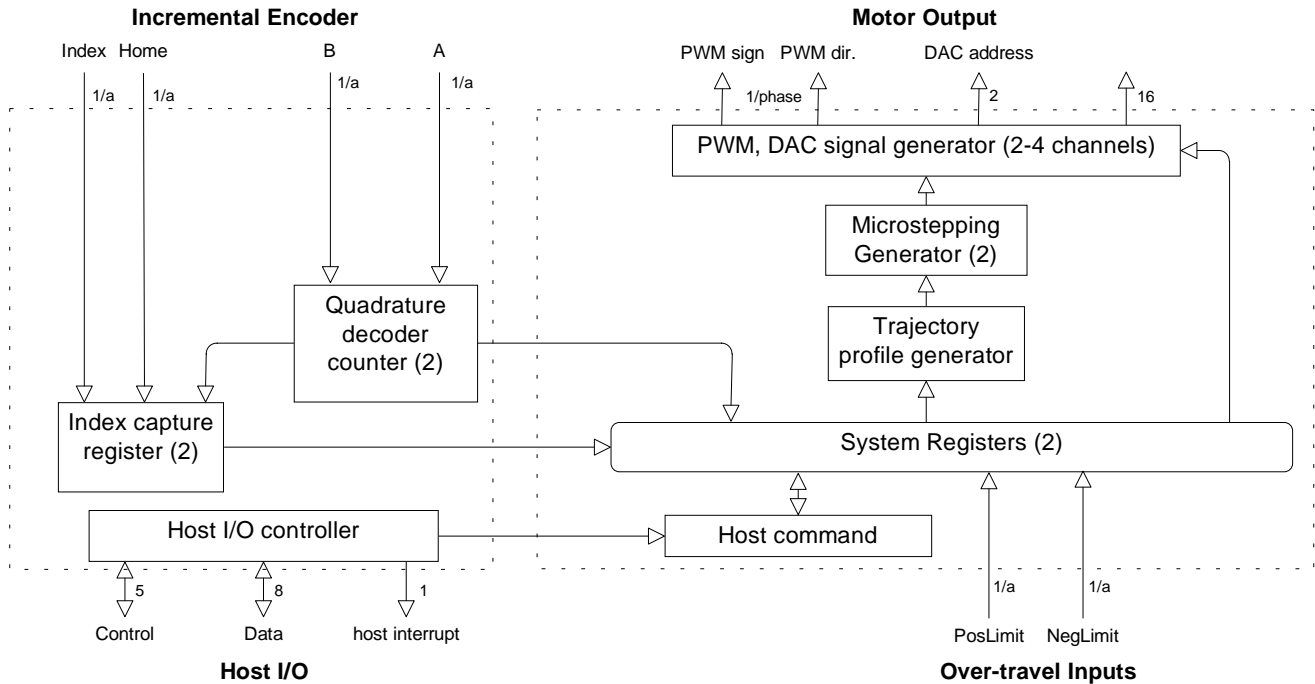 Incremental Encoder
Motor Output
Index
Home
B
A
PWM sign
PWM dir.
DAC address
1/a
1/a
1/a
1/a
1/phase
2
16
PWM, DAC signal generator (2-4 channels)
Microstepping
Generator (2)
Quadrature
decoder
counter (2)
Trajectory
profile generator
Index capture
register (2)
System Registers (2)
Host I/O controller
Host command
5
8
1
1/a
1/a
Control
Data
host interrupt
PosLimit
NegLimit
Host I/O
Over-travel Inputs